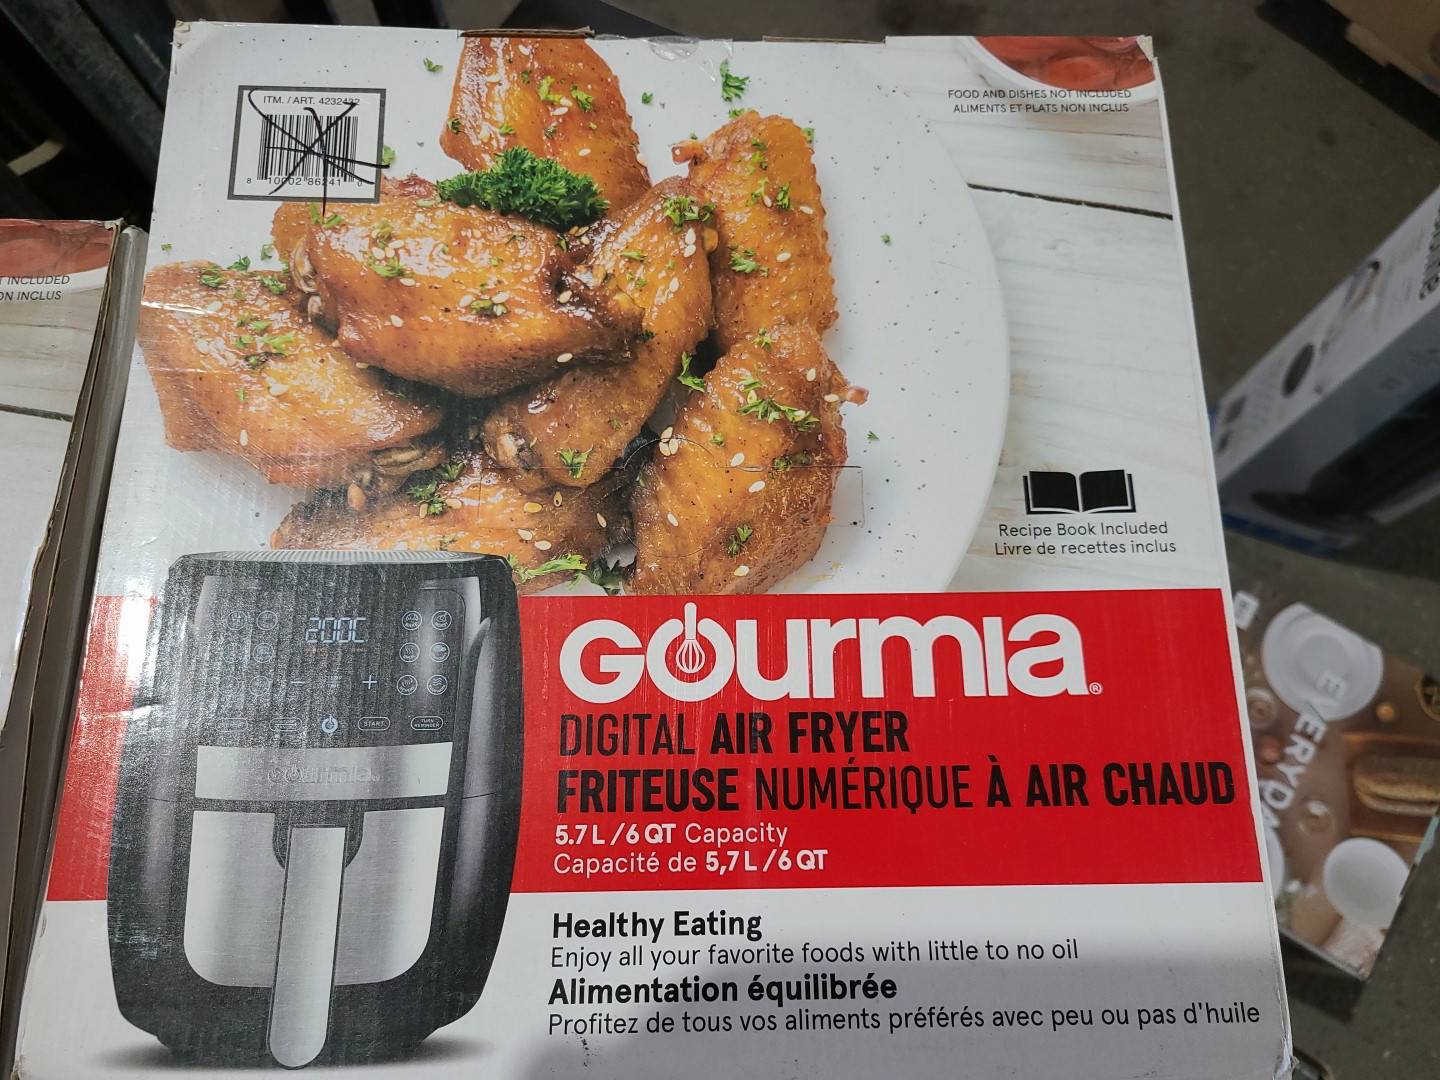 ITM. / ART. 4232432
8 10002 86241 0
FOOD AND DISHES NOT INCLUDED
ALIMENTS ET PLATS NON INCLUS
INCLUDED
INCLUS
Recipe Book Included
Livre de recettes inclus
200C
START
TURN
REMINDER
Gourmia
Gourmia®
DIGITAL AIR FRYER
FRITEUSE NUMÉRIQUE À AIR CHAUD
5.7 L / 6 QT Capacity
Capacité de 5,7 L / 6 QT
Healthy Eating
Enjoy all your favorite foods with little to no oil
Alimentation équilibrée
Profitez de tous vos aliments préférés avec peu ou pas d'huile